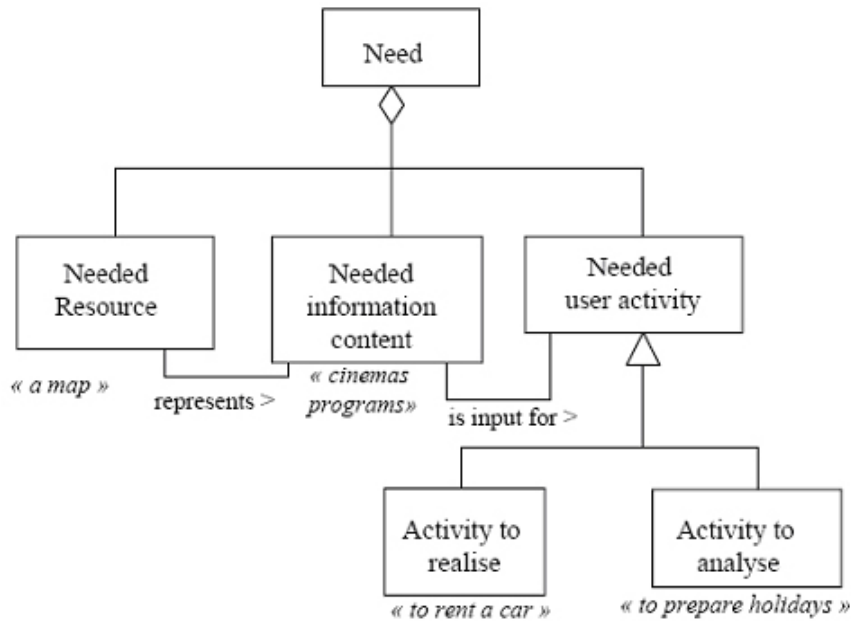 Need
Needed
Resource
Needed
information
content
Needed
user activity
« a map »
represents >
« cinemas
programs»
is input for >
Activity to
realise
Activity to
analyse
« to rent a car »
« to prepare holidays »